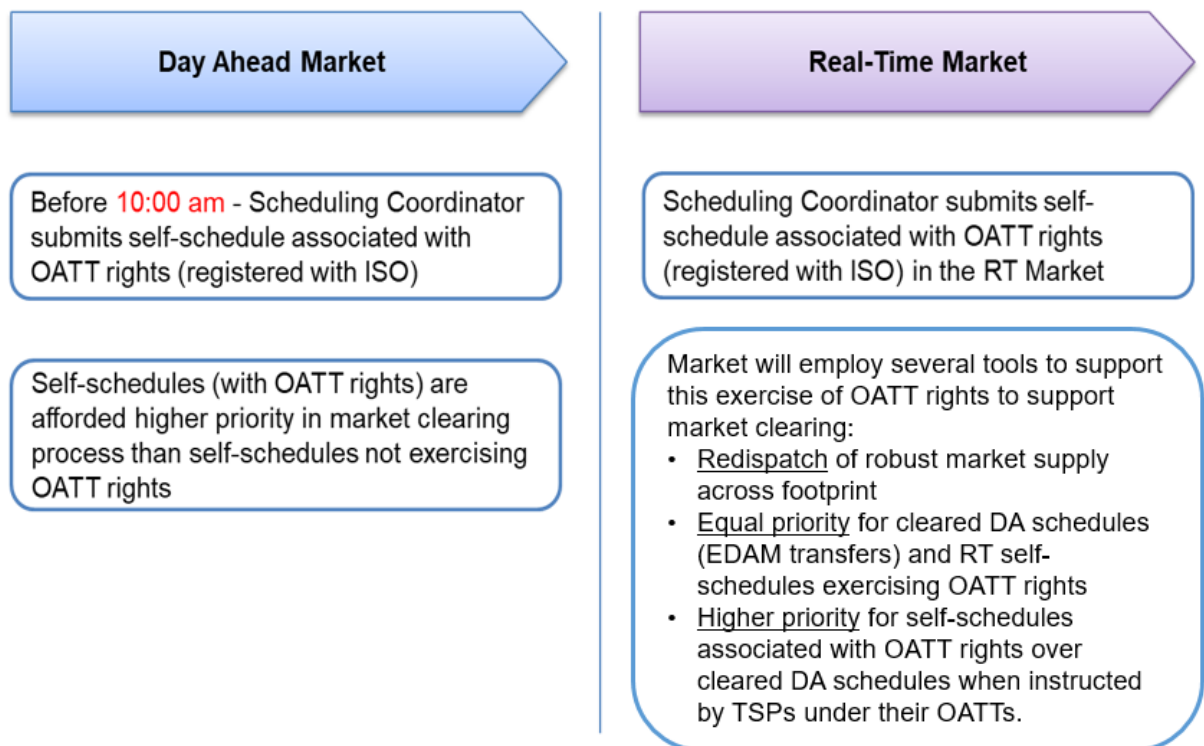 Day Ahead Market
Before 10:00 am - Scheduling Coordinator
submits self-schedule associated with
OATT rights (registered with ISO)
Self-schedules (with OATT rights) are
afforded higher priority in market clearing
process than self-schedules not exercising
OATT rights
Real-Time Market
Scheduling Coordinator submits self-
schedule associated with OATT rights
(registered with ISO) in the RT Market
Market will employ several tools to support
this exercise of OATT rights to support
market clearing:
• Redispatch of robust market supply
across footprint
• Equal priority for cleared DA schedules
(EDAM transfers) and RT self-
schedules exercising OATT rights
• Higher priority for self-schedules
associated with OATT rights over
cleared DA schedules when instructed
by TSPs under their OATTs.